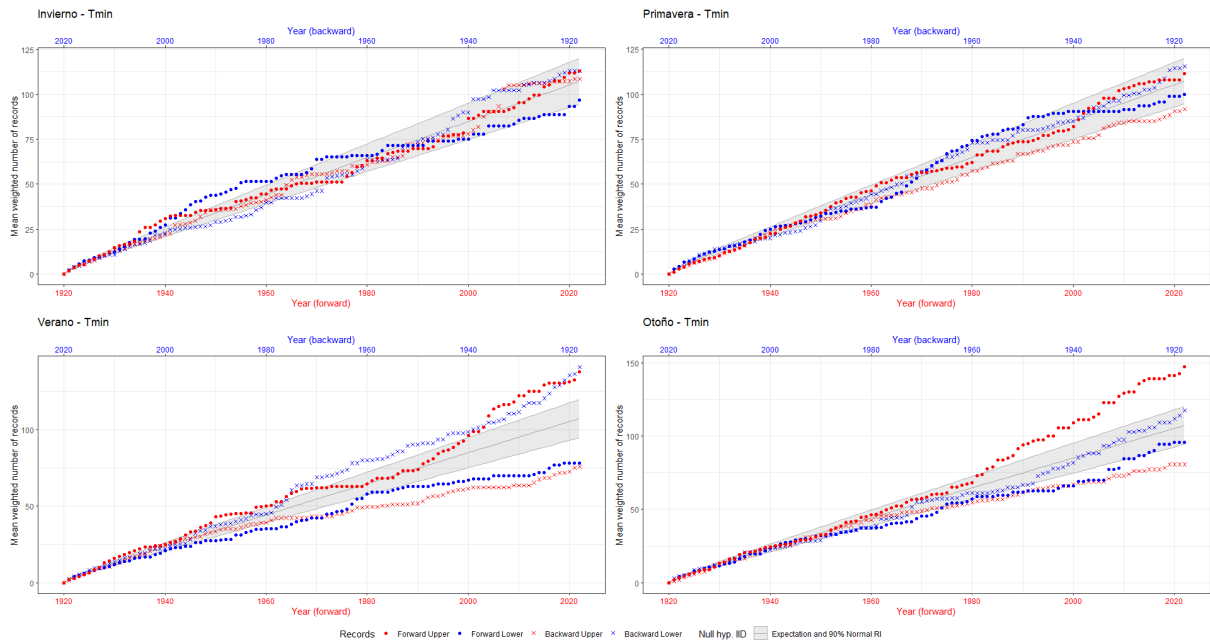 Invierno - Tmin
Year (backward)
2020 2000 1980 1960 1940 1920
Mean weighted number of records
125
100
75
50
25
0
1920 1940 1960 1980 2000 2020
Year (forward)
Primavera - Tmin
Year (backward)
2020 2000 1980 1960 1940 1920
Mean weighted number of records
125
100
75
50
25
0
1920 1940 1960 1980 2000 2020
Year (forward)
Verano - Tmin
Year (backward)
2020 2000 1980 1960 1940 1920
Mean weighted number of records
100
50
0
1920 1940 1960 1980 2000 2020
Year (forward)
Otoño - Tmin
Year (backward)
2020 2000 1980 1960 1940 1920
Mean weighted number of records
150
100
50
0
1920 1940 1960 1980 2000 2020
Year (forward)
Records Forward Upper Forward Lower Backward Upper Backward Lower Null hyp. IID Expectation and 90% Normal RI